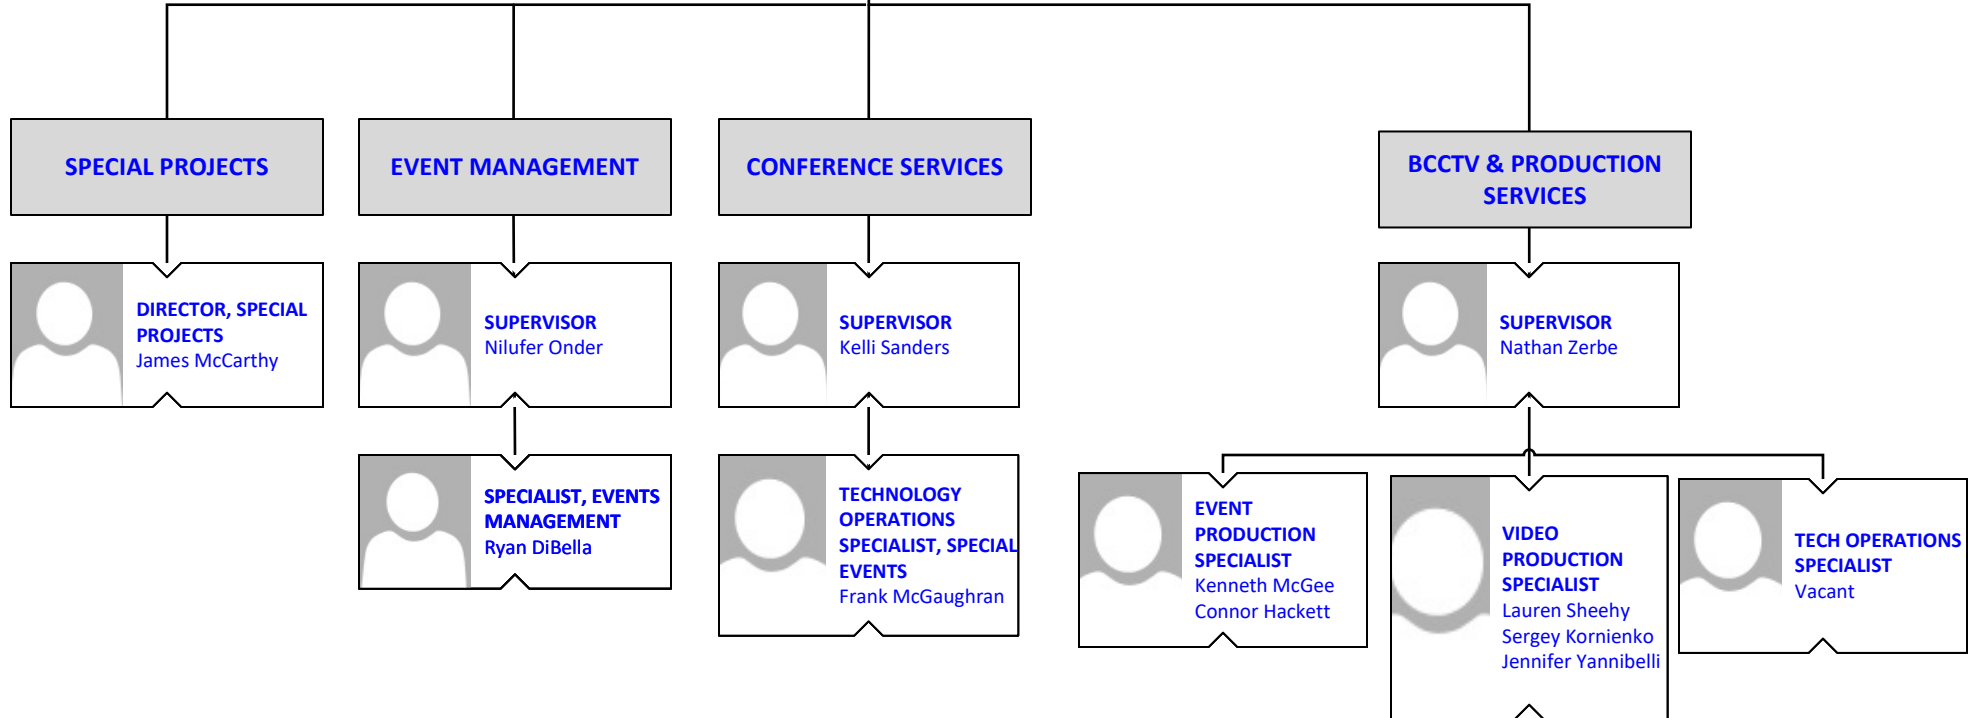 SPECIAL PROJECTS
EVENT MANAGEMENT
CONFERENCE SERVICES
BCCTV & PRODUCTION
SERVICES
DIRECTOR, SPECIAL
PROJECTS
James McCarthy
SUPERVISOR
Nilufer Onder
SUPERVISOR
Kelli Sanders
SUPERVISOR
Nathan Zerbe
SPECIALIST, EVENTS
MANAGEMENT
Ryan DiBella
TECHNOLOGY
OPERATIONS
SPECIALIST, SPECIAL
EVENTS
Frank McGaughran
EVENT
PRODUCTION
SPECIALIST
Kenneth McGee
Connor Hackett
VIDEO
PRODUCTION
SPECIALIST
Lauren Sheehy
Sergey Kornienko
Jennifer Yannibelli
TECH OPERATIONS
SPECIALIST
Vacant